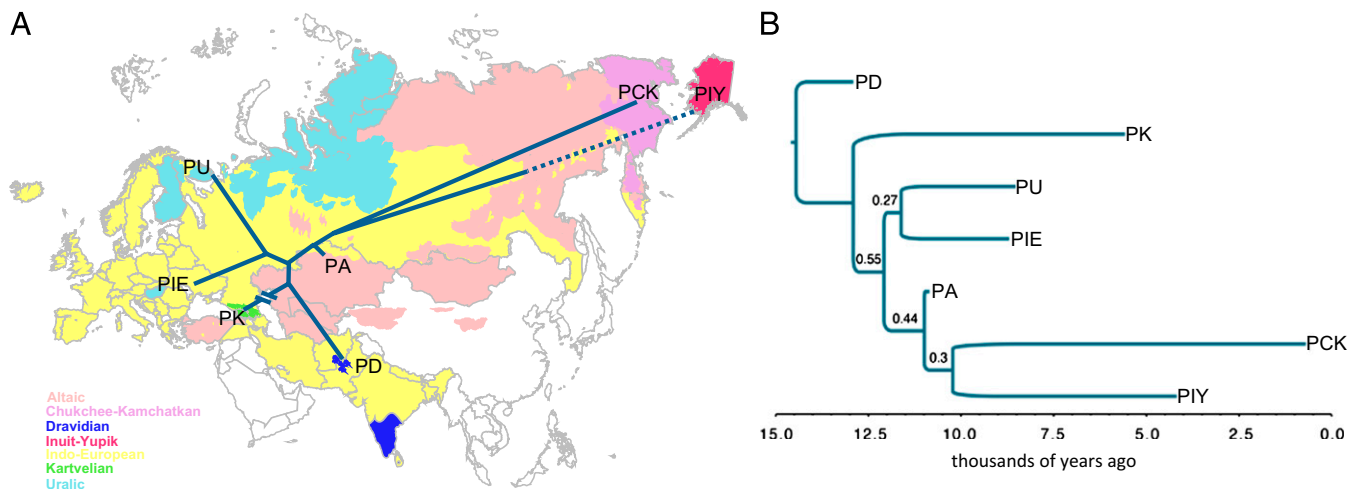 A
PCK
PIY
PU
PA
PIE
PK
PD
Altaic
Chukchee-Kamchatkan
Dravidian
Inuit-Yupik
Indo-European
Kartvelian
Uralic
B
PD
PK
PU
0.27
PIE
0.55
PA
0.44
PCK
0.3
PIY
15.0 12.5 10.0 7.5 5.0 2.5 0.0
thousands of years ago